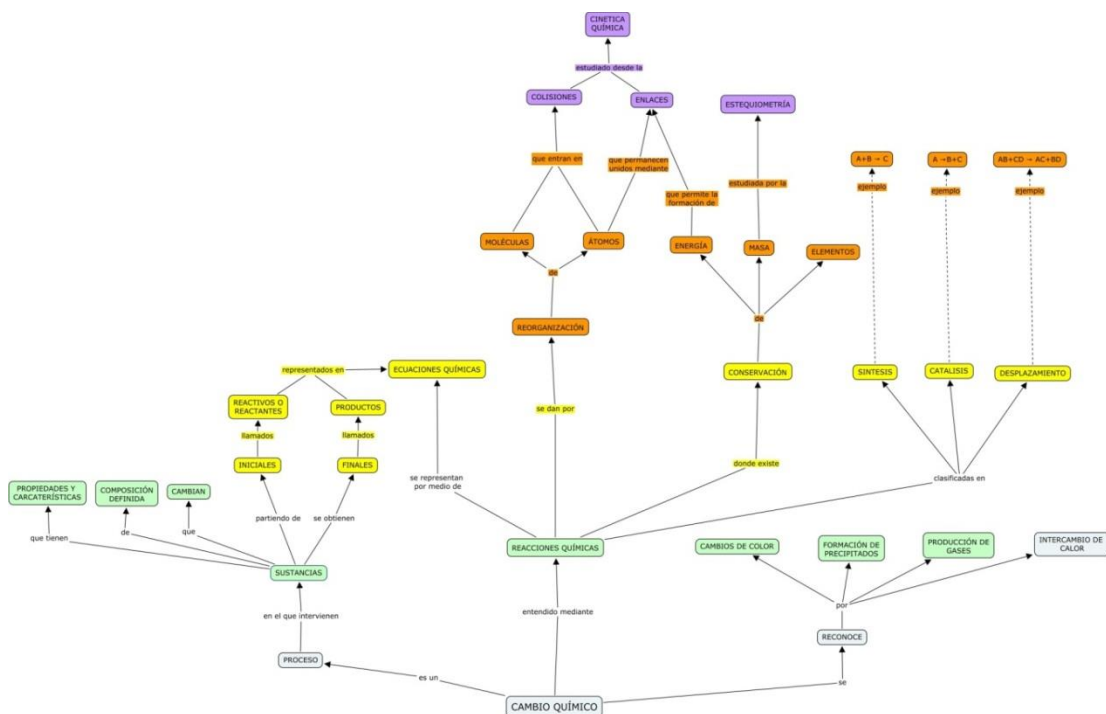 CINETICA
QUÍMICA
estudiado desde la
COLISIONES
ENLACES
ESTEQUIOMETRÍA
A+B → C
A →B+C
AB+CD → AC+BD
que entran en
que permanecen
unidos mediante
que permite la
formación de
estudiada por la
ejemplo
ejemplo
ejemplo
MOLÉCULAS
ÁTOMOS
ENERGÍA
MASA
ELEMENTOS
de
REORGANIZACIÓN
de
representados en
ECUACIONES QUÍMICAS
CONSERVACIÓN
SINTESIS
CATALISIS
DESPLAZAMIENTO
REACTIVOS O
REACTANTES
PRODUCTOS
se dan por
llamados
llamados
INICIALES
FINALES
donde existe
se representan
por medio de
clasificadas en
PROPIEDADES Y
CARCATERÍSTICAS
COMPOSICIÓN
DEFINIDA
CAMBIAN
partiendo de
se obtienen
que tienen
de
que
SUSTANCIAS
REACCIONES QUÍMICAS
CAMBIOS DE COLOR
FORMACIÓN DE
PRECIPITADOS
PRODUCCIÓN DE
GASES
INTERCAMBIO DE
CALOR
en el que intervienen
entendido mediante
por
PROCESO
RECONOCE
es un
se
CAMBIO QUÍMICO